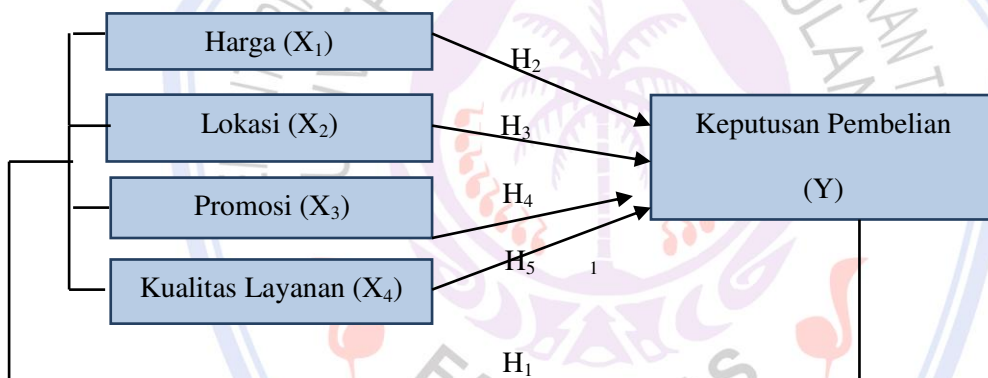 Harga (X₁)
H₂
Lokasi (X₂)
H₃
Keputusan Pembelian
(Y)
Promosi (X₃)
H₄
Kualitas Layanan (X₄)
H₅
1
H₁